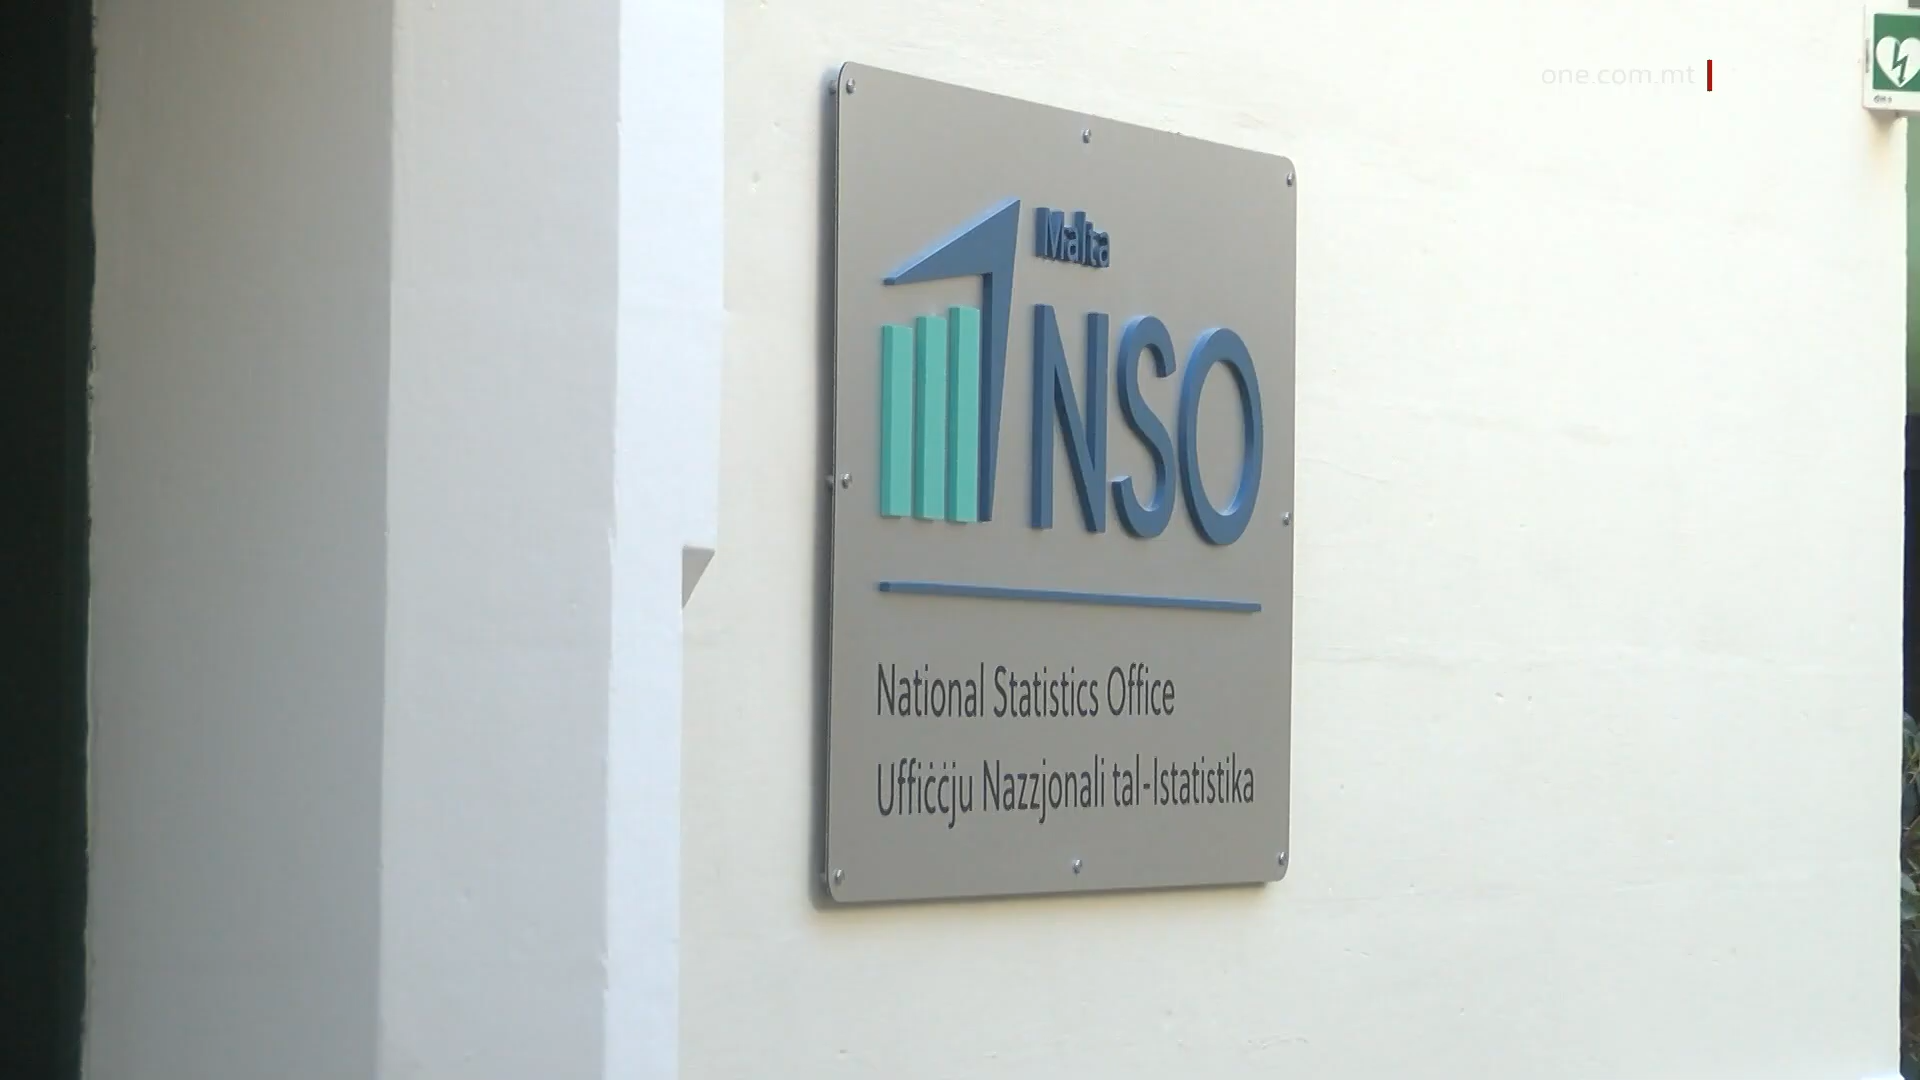 one.com.mt
Malta
NSO
National Statistics Office
Uffiċċju Nazzjonali tal-Istatistika